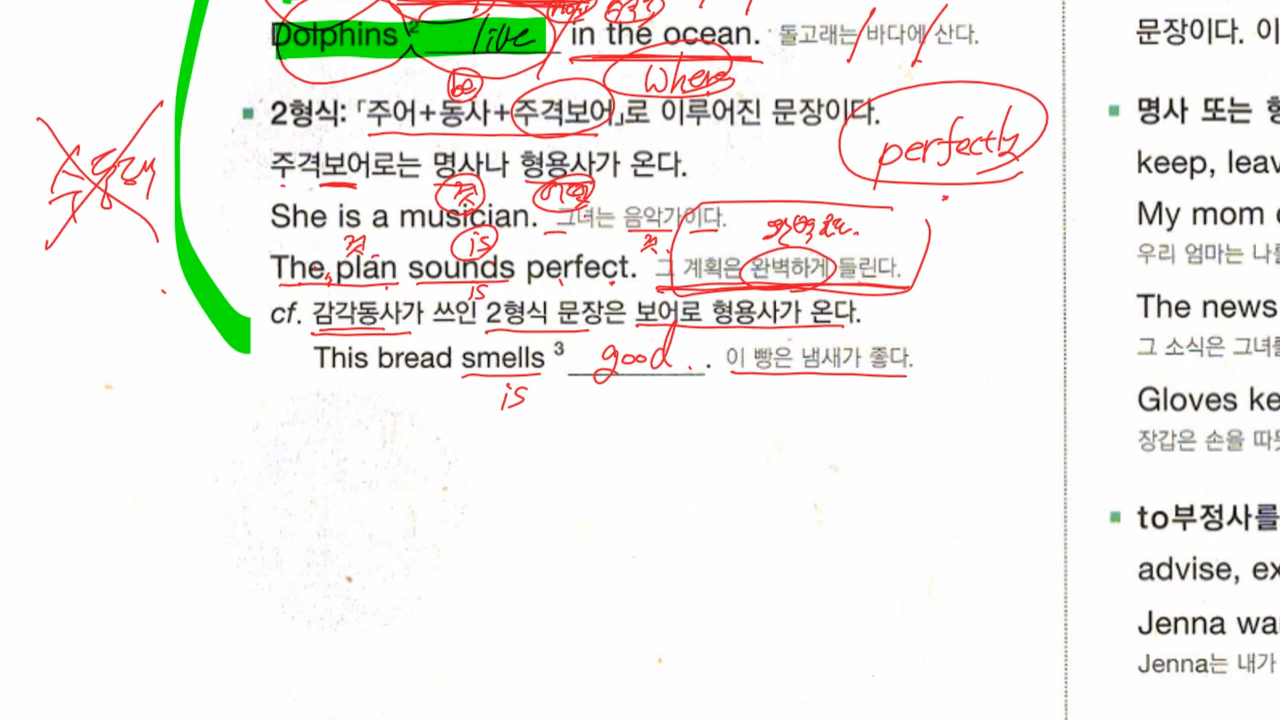 Dolphins ² live in the ocean. 돌고래는 바다에 산다.
where
be
2형식: 「주어+동사+주격보어」로 이루어진 문장이다.
perfectly
주격보어로는 명사나 형용사가 온다.
She is a musician. 그녀는 음악가이다.
is
The plan sounds perfect. 그 계획은 완벽하게 들린다.
is
cf. 감각동사가 쓰인 2형식 문장은 보어로 형용사가 온다.
This bread smells ³ good. 이 빵은 냄새가 좋다.
is
문장이다. 이
명사 또는 형
keep, leav
My mom
우리 엄마는 나를
The news
그 소식은 그녀를
Gloves ke
장갑은 손을 따뜻
to부정사를
advise, ex
Jenna wa
Jenna는 내가